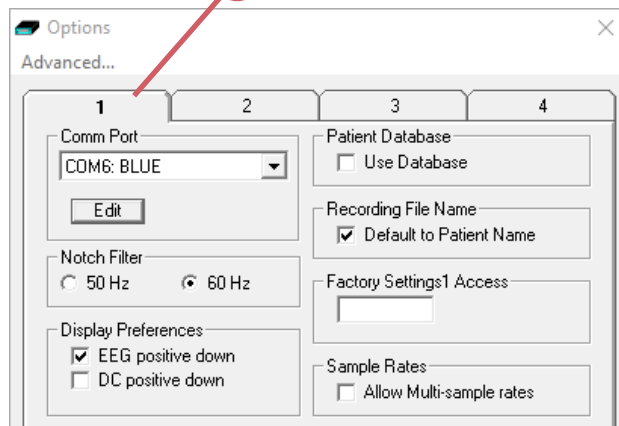 Options
Advanced...
1 2 3 4
Comm Port
COM6: BLUE
Edit
Notch Filter
50 Hz 60 Hz
Display Preferences
EEG positive down
DC positive down
Patient Database
Use Database
Recording File Name
Default to Patient Name
Factory Settings1 Access
Sample Rates
Allow Multi-sample rates